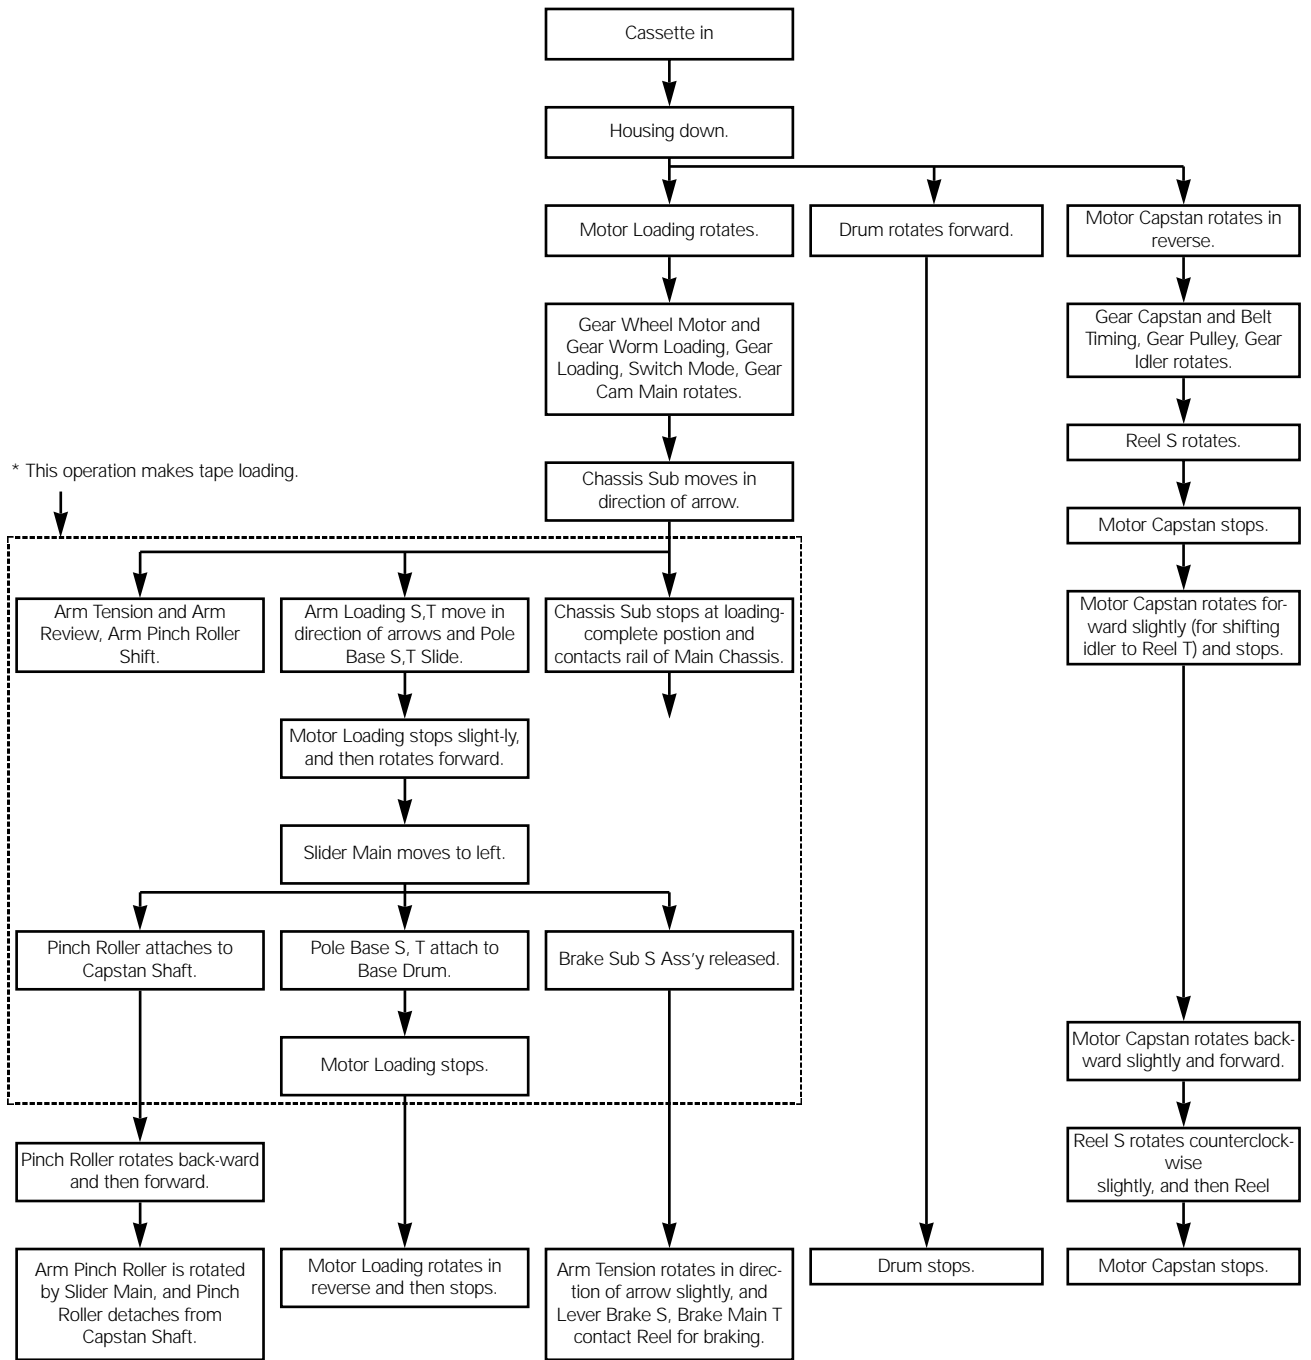 Cassette in
Housing down.
Motor Loading rotates.
Drum rotates forward.
Motor Capstan rotates in
reverse.
Gear Wheel Motor and
Gear Worm Loading, Gear
Loading, Switch Mode, Gear
Cam Main rotates.
Gear Capstan and Belt
Timing, Gear Pulley, Gear
Idler rotates.
Reel S rotates.
* This operation makes tape loading.
Chassis Sub moves in
direction of arrow.
Motor Capstan stops.
Arm Tension and Arm
Review, Arm Pinch Roller
Shift.
Arm Loading S,T move in
direction of arrows and Pole
Base S,T Slide.
Chassis Sub stops at loading-
complete postion and
contacts rail of Main Chassis.
Motor Capstan rotates for-
ward slightly (for shifting
idler to Reel T) and stops.
Motor Loading stops slight-ly,
and then rotates forward.
Slider Main moves to left.
Pinch Roller attaches to
Capstan Shaft.
Pole Base S, T attach to
Base Drum.
Brake Sub S Ass'y released.
Motor Loading stops.
Motor Capstan rotates back-
ward slightly and forward.
Pinch Roller rotates back-ward
and then forward.
Reel S rotates counterclock-
wise
slightly, and then Reel
Arm Pinch Roller is rotated
by Slider Main, and Pinch
Roller detaches from
Capstan Shaft.
Motor Loading rotates in
reverse and then stops.
Arm Tension rotates in direc-
tion of arrow slightly, and
Lever Brake S, Brake Main T
contact Reel for braking.
Drum stops.
Motor Capstan stops.